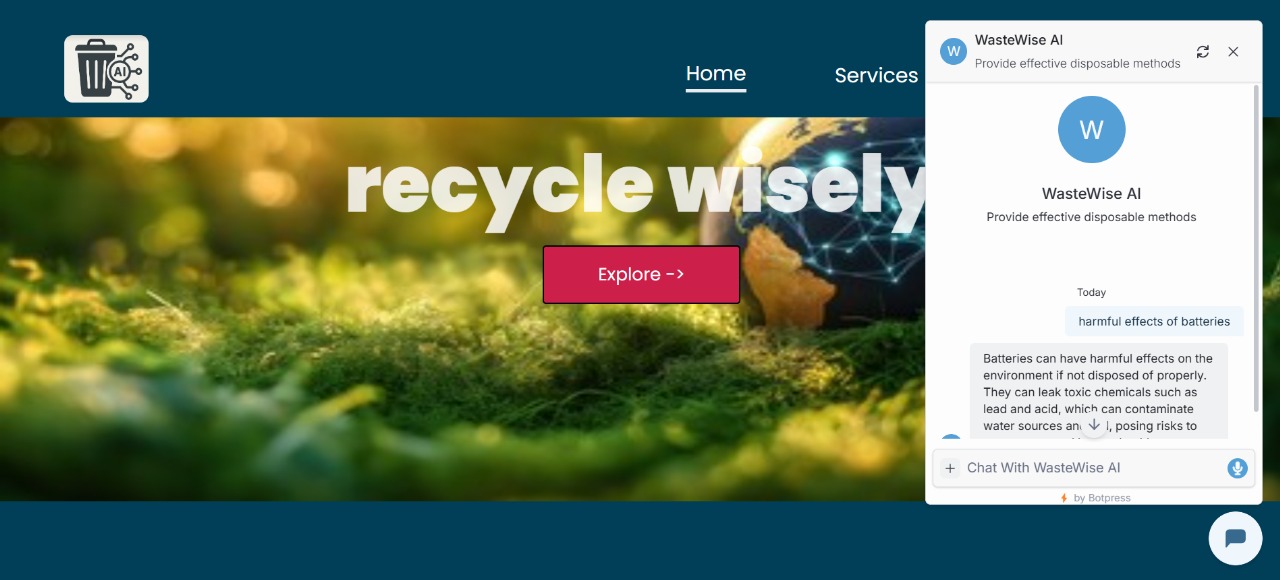 AI
Home
Services
recycle wisely
Explore ->
W
WasteWise AI
Provide effective disposable methods
W
WasteWise AI
Provide effective disposable methods
Today
harmful effects of batteries
Batteries can have harmful effects on the
environment if not disposed of properly.
They can leak toxic chemicals such as
lead and acid, which can contaminate
water sources posing risks to
+ Chat With WasteWise AI
by Botpress